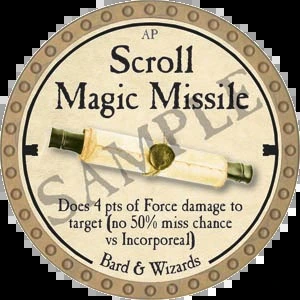 AP
Scroll
Magic Missile
SAMPLE
Does 4 pts of Force damage to
target (no 50% miss chance
vs Incorporeal)
Bard & Wizards